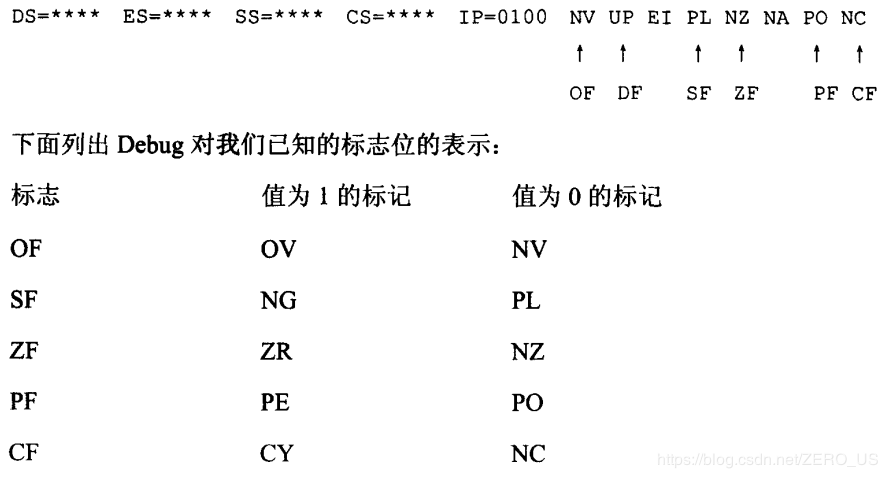 DS=**** ES=**** SS=**** CS=**** IP=0100 NV UP EI PL NZ NA PO NC
OF DF SF ZF PF CF
下面列出 Debug 对我们已知的标志位的表示：
标志 值为 1 的标记 值为 0 的标记
OF OV NV
SF NG PL
ZF ZR NZ
PF PE PO
CF CY NC
https://blog.csdn.net/ZERO_US